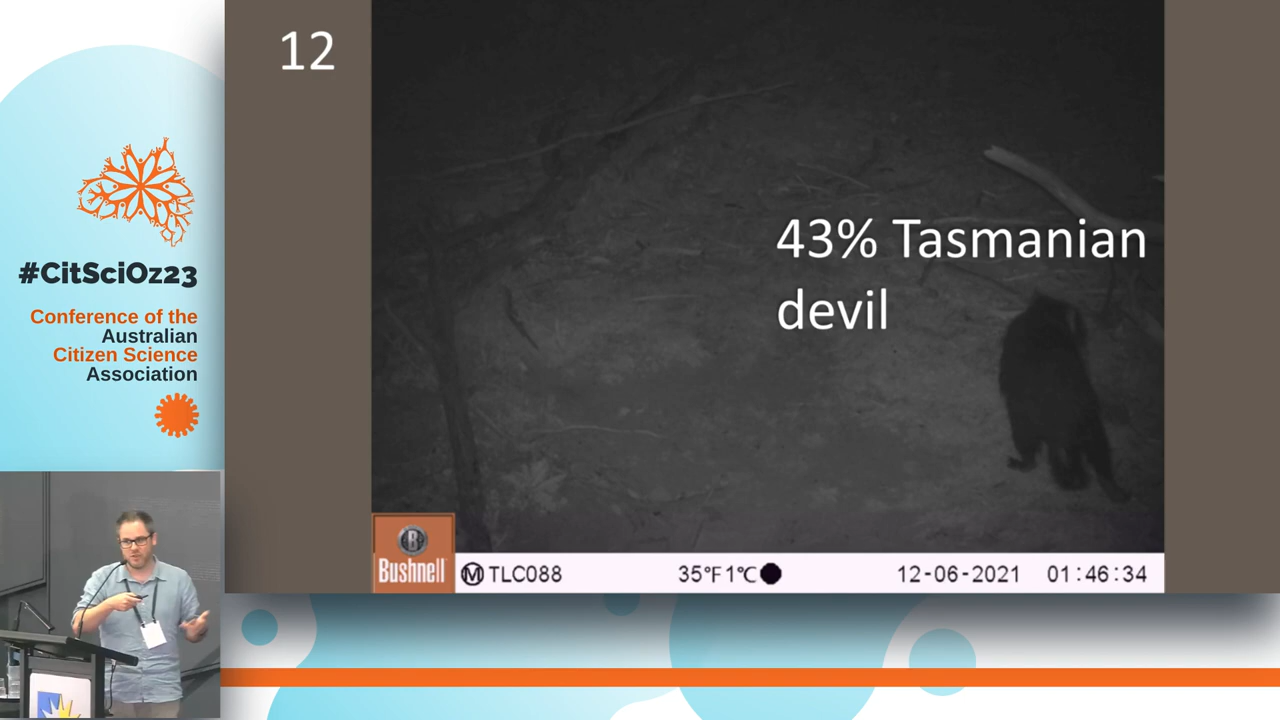 12
43% Tasmanian
devil
#CitSciOz23
Conference of the
Australian
Citizen Science
Association
B
Bushnell
M TLC088
35°F1°C
12-06-2021
01:46:34